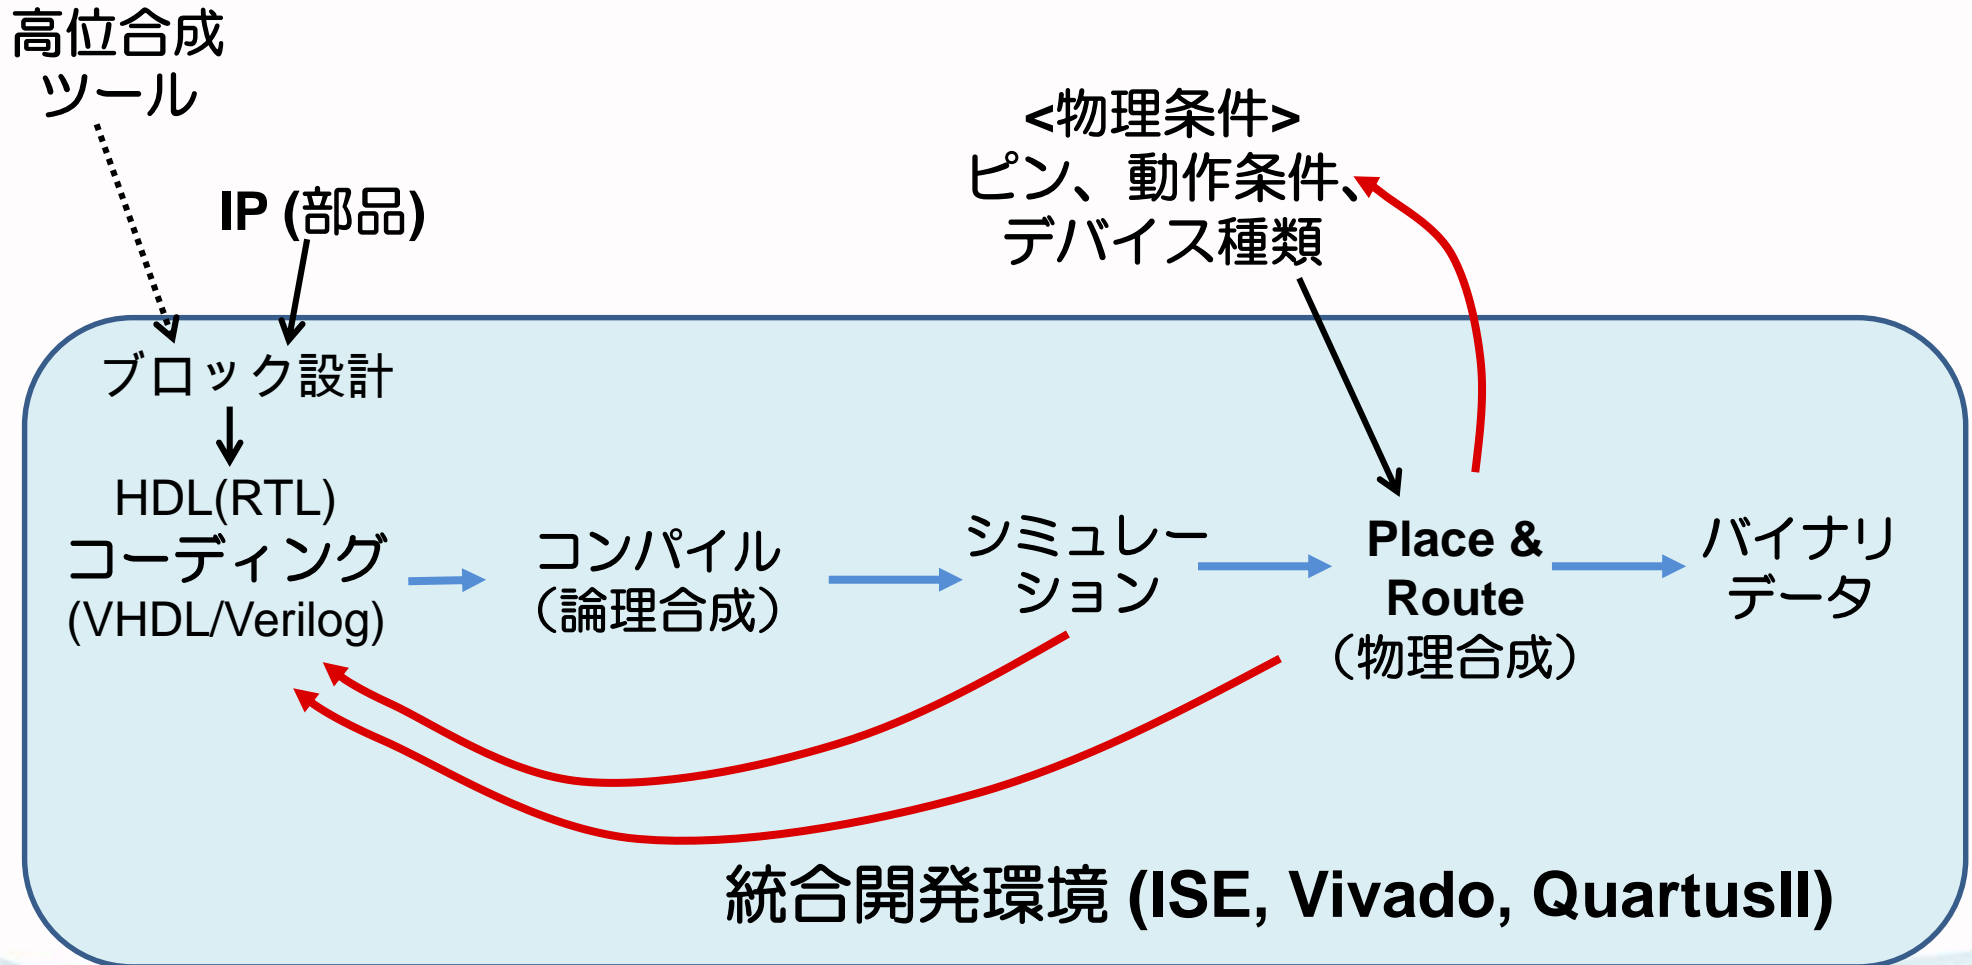 高位合成
ツール
IP (部品)
<物理条件>
ピン、動作条件、
デバイス種類
ブロック設計
HDL(RTL)
コーディング
(VHDL/Verilog)
コンパイル
（論理合成）
シミュレー
ション
Place &
Route
（物理合成）
バイナリ
データ
統合開発環境 (ISE, Vivado, QuartusII)